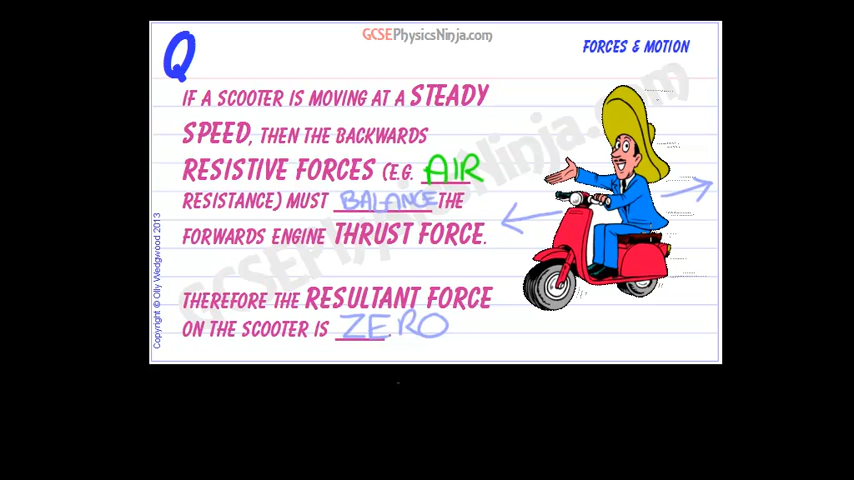 GCSEPhysicsNinja.com
Q
FORCES & MOTION
IF A SCOOTER IS MOVING AT A STEADY
SPEED, THEN THE BACKWARDS
RESISTIVE FORCES (E.G. AIR
RESISTANCE) MUST BALANCE THE
FORWARDS ENGINE THRUST FORCE.
THEREFORE THE RESULTANT FORCE
ON THE SCOOTER IS ZERO.
Copyright © Olly Wedgwood 2013
GCSEPhysicsNinja.com